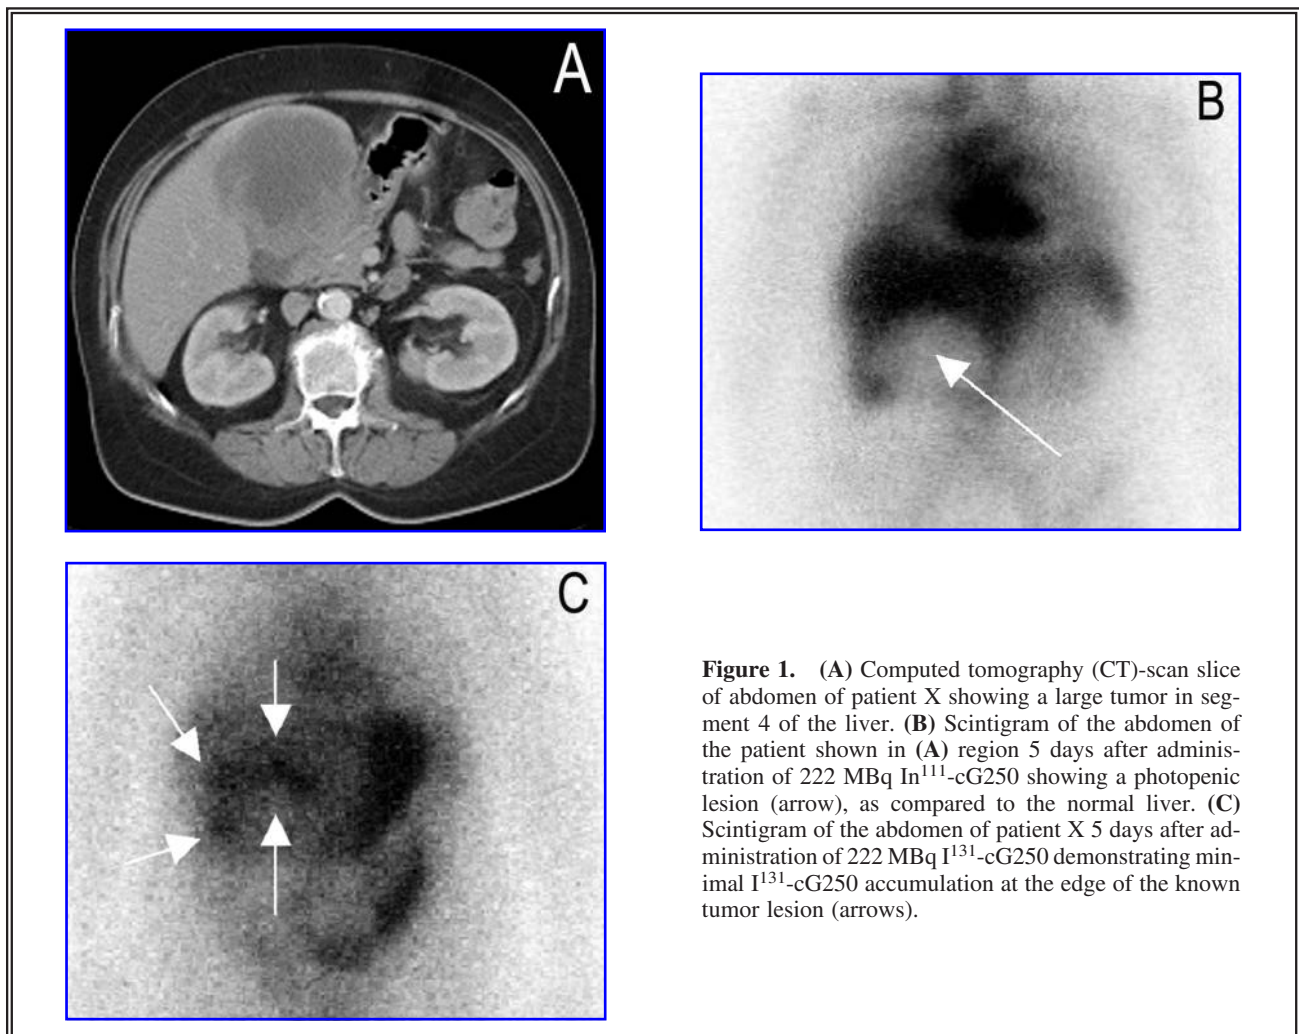 A
B
C
Figure 1. (A) Computed tomography (CT)-scan slice
of abdomen of patient X showing a large tumor in seg-
ment 4 of the liver. (B) Scintigram of the abdomen of
the patient shown in (A) region 5 days after adminis-
tration of 222 MBq In¹¹¹-cG250 showing a photopenic
lesion (arrow), as compared to the normal liver. (C)
Scintigram of the abdomen of patient X 5 days after ad-
ministration of 222 MBq I¹³¹-cG250 demonstrating min-
imal I¹³¹-cG250 accumulation at the edge of the known
tumor lesion (arrows).